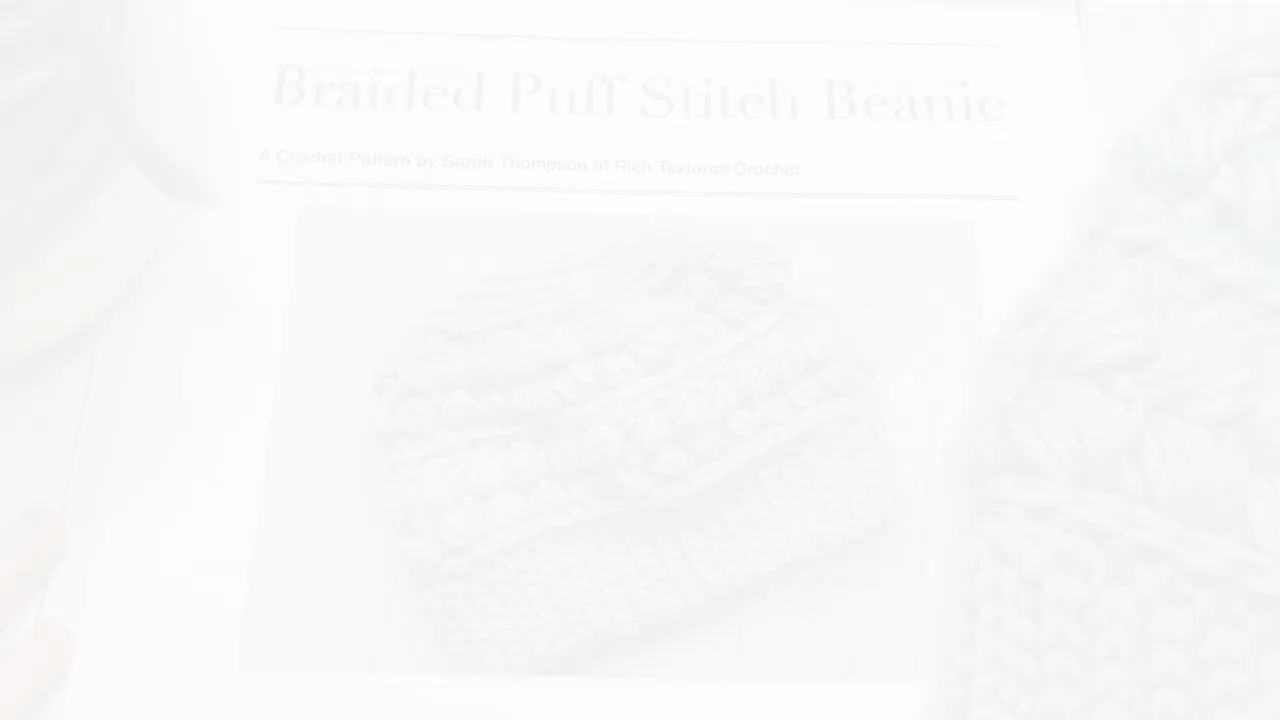 Braided Puff Stitch Beanie
A Crochet Pattern by Sarah Thompson of Rich Textures Crochet